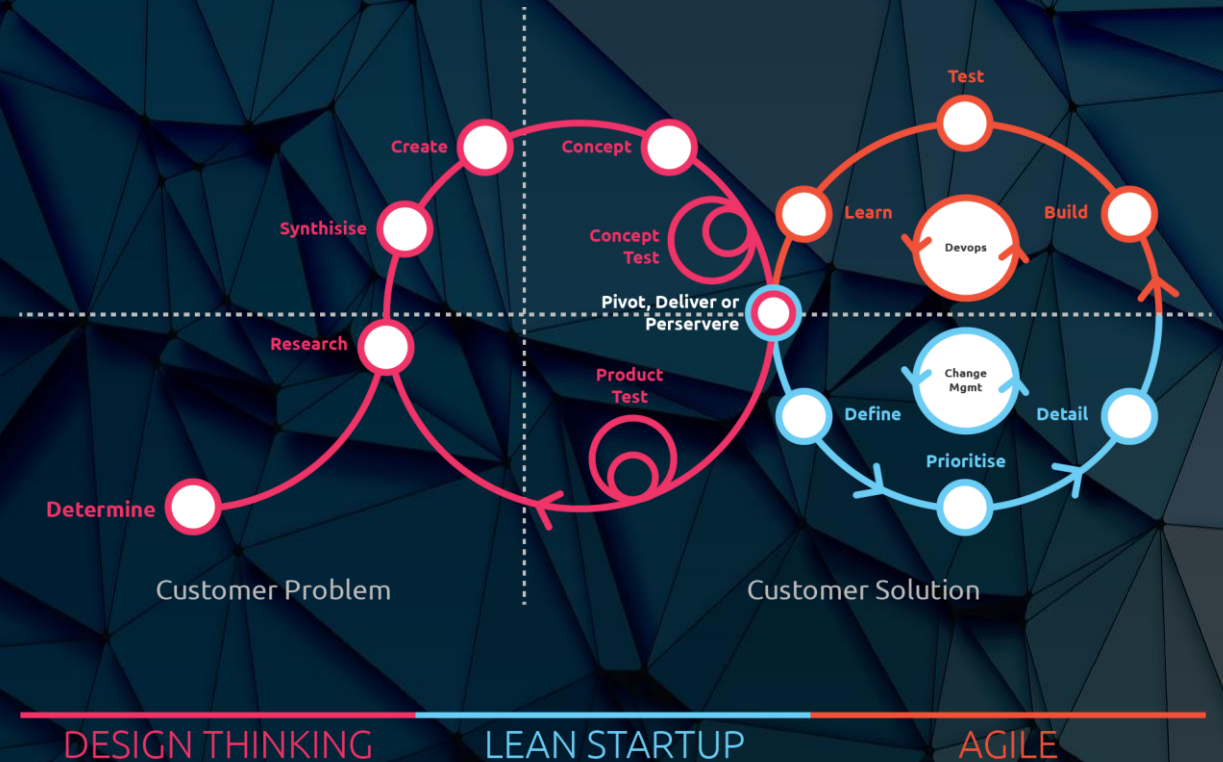 Test
Create
Concept
Learn
Build
Synthisise
Concept
Test
Devops
Pivot, Deliver or
Perservere
Research
Product
Test
Change
Mgmt
Define
Detail
Prioritise
Determine
Customer Problem
Customer Solution
DESIGN THINKING
LEAN STARTUP
AGILE